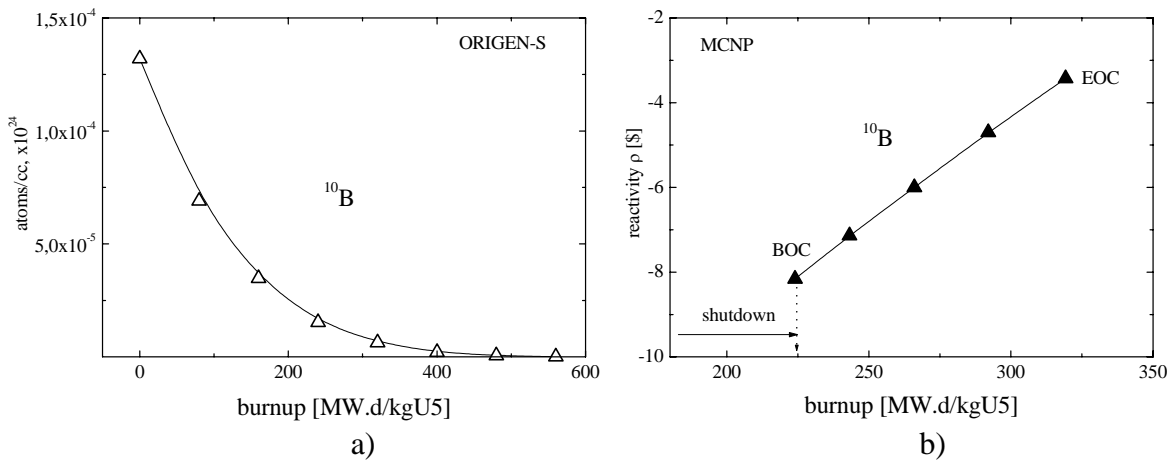 1,5x10⁻⁴
ORIGEN-S
1,0x10⁻⁴
5,0x10⁻⁵
atoms/cc, x10²⁴
¹⁰B
0 200 400 600
burnup [MW.d/kgU5]
a)
-2
MCNP
EOC
-4
¹⁰B
-6
reactivity ρ [$]
BOC
-8
shutdown
-10
200 250 300 350
burnup [MW.d/kgU5]
b)